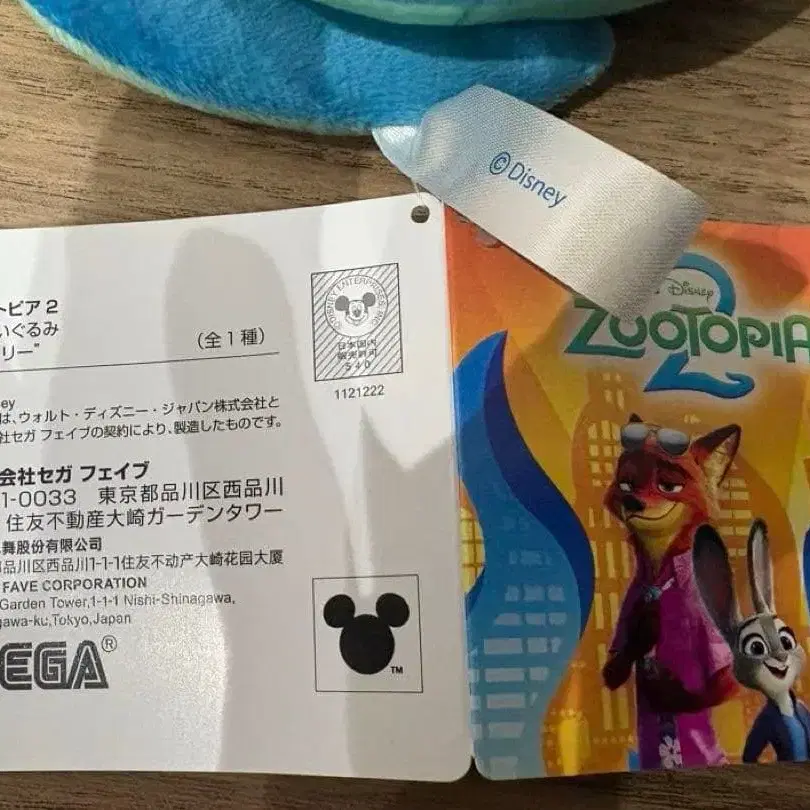 ©Disney
トピア 2
いぐるみ
リー"
(全1種)
DISNEY ENTERPRISES, INC.
日本国内
販売許可
540
1121222
ey
は、ウォルト・ディズニー・ジャパン株式会社と
社セガ フェイブの契約により、製造したものです。
会社セガ フェイブ
1-0033 東京都品川区西品川
住友不動産大崎ガーデンタワー
舞股份有限公司
品川区西品川1-1-1住友不动产大崎花园大厦
FAVE CORPORATION
Garden Tower,1-1-1 Nishi-Shinagawa,
gawa-ku,Tokyo,Japan
EGA®
TM
Disney
ZOOTOPIA
2